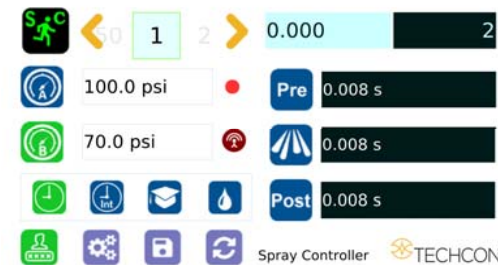 S C
50 1 2
0.000 2
A 100.0 psi
Pre 0.008 s
B 70.0 psi
0.008 s
Int
Post 0.008 s
Spray Controller TECHCON